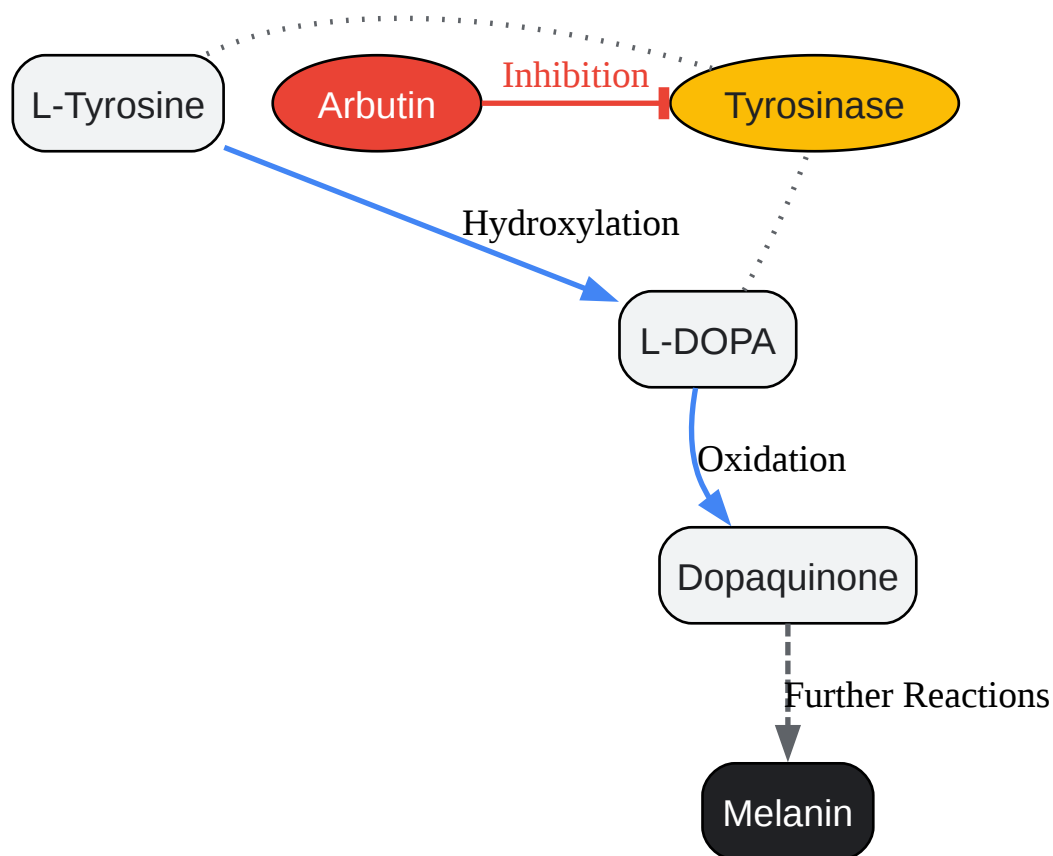 Inhibition
L-Tyrosine
Arbutin
Tyrosinase
Hydroxylation
L-DOPA
Oxidation
Dopaquinone
Further Reactions
Melanin